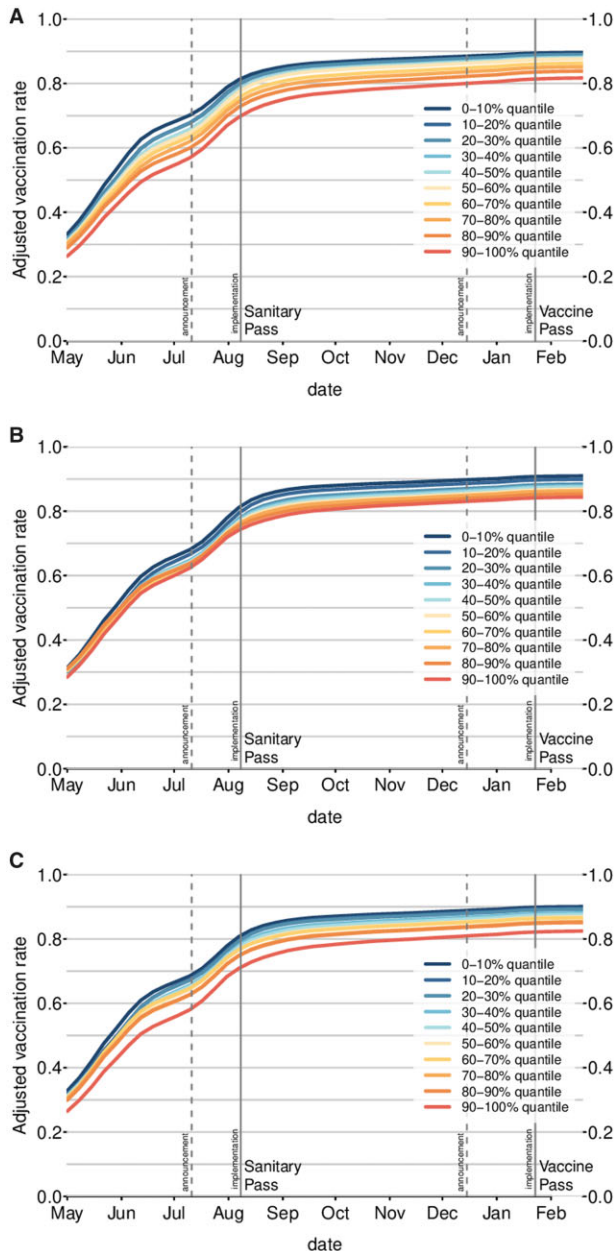 A
1.0
0.8
0.6
0.4
0.2
0.0
Adjusted vaccination rate
1.0
0.8
0.6
0.4
0.2
0.0
0–10% quantile
10–20% quantile
20–30% quantile
30–40% quantile
40–50% quantile
50–60% quantile
60–70% quantile
70–80% quantile
80–90% quantile
90–100% quantile
announcement
implementation
Sanitary
Pass
announcement
implementation
Vaccine
Pass
May Jun Jul Aug Sep Oct Nov Dec Jan Feb
date
B
1.0
0.8
0.6
0.4
0.2
0.0
Adjusted vaccination rate
1.0
0.8
0.6
0.4
0.2
0.0
0–10% quantile
10–20% quantile
20–30% quantile
30–40% quantile
40–50% quantile
50–60% quantile
60–70% quantile
70–80% quantile
80–90% quantile
90–100% quantile
announcement
implementation
Sanitary
Pass
announcement
implementation
Vaccine
Pass
May Jun Jul Aug Sep Oct Nov Dec Jan Feb
date
C
1.0
0.8
0.6
0.4
0.2
0.0
Adjusted vaccination rate
1.0
0.8
0.6
0.4
0.2
0.0
0–10% quantile
10–20% quantile
20–30% quantile
30–40% quantile
40–50% quantile
50–60% quantile
60–70% quantile
70–80% quantile
80–90% quantile
90–100% quantile
announcement
implementation
Sanitary
Pass
announcement
implementation
Vaccine
Pass
May Jun Jul Aug Sep Oct Nov Dec Jan Feb
date